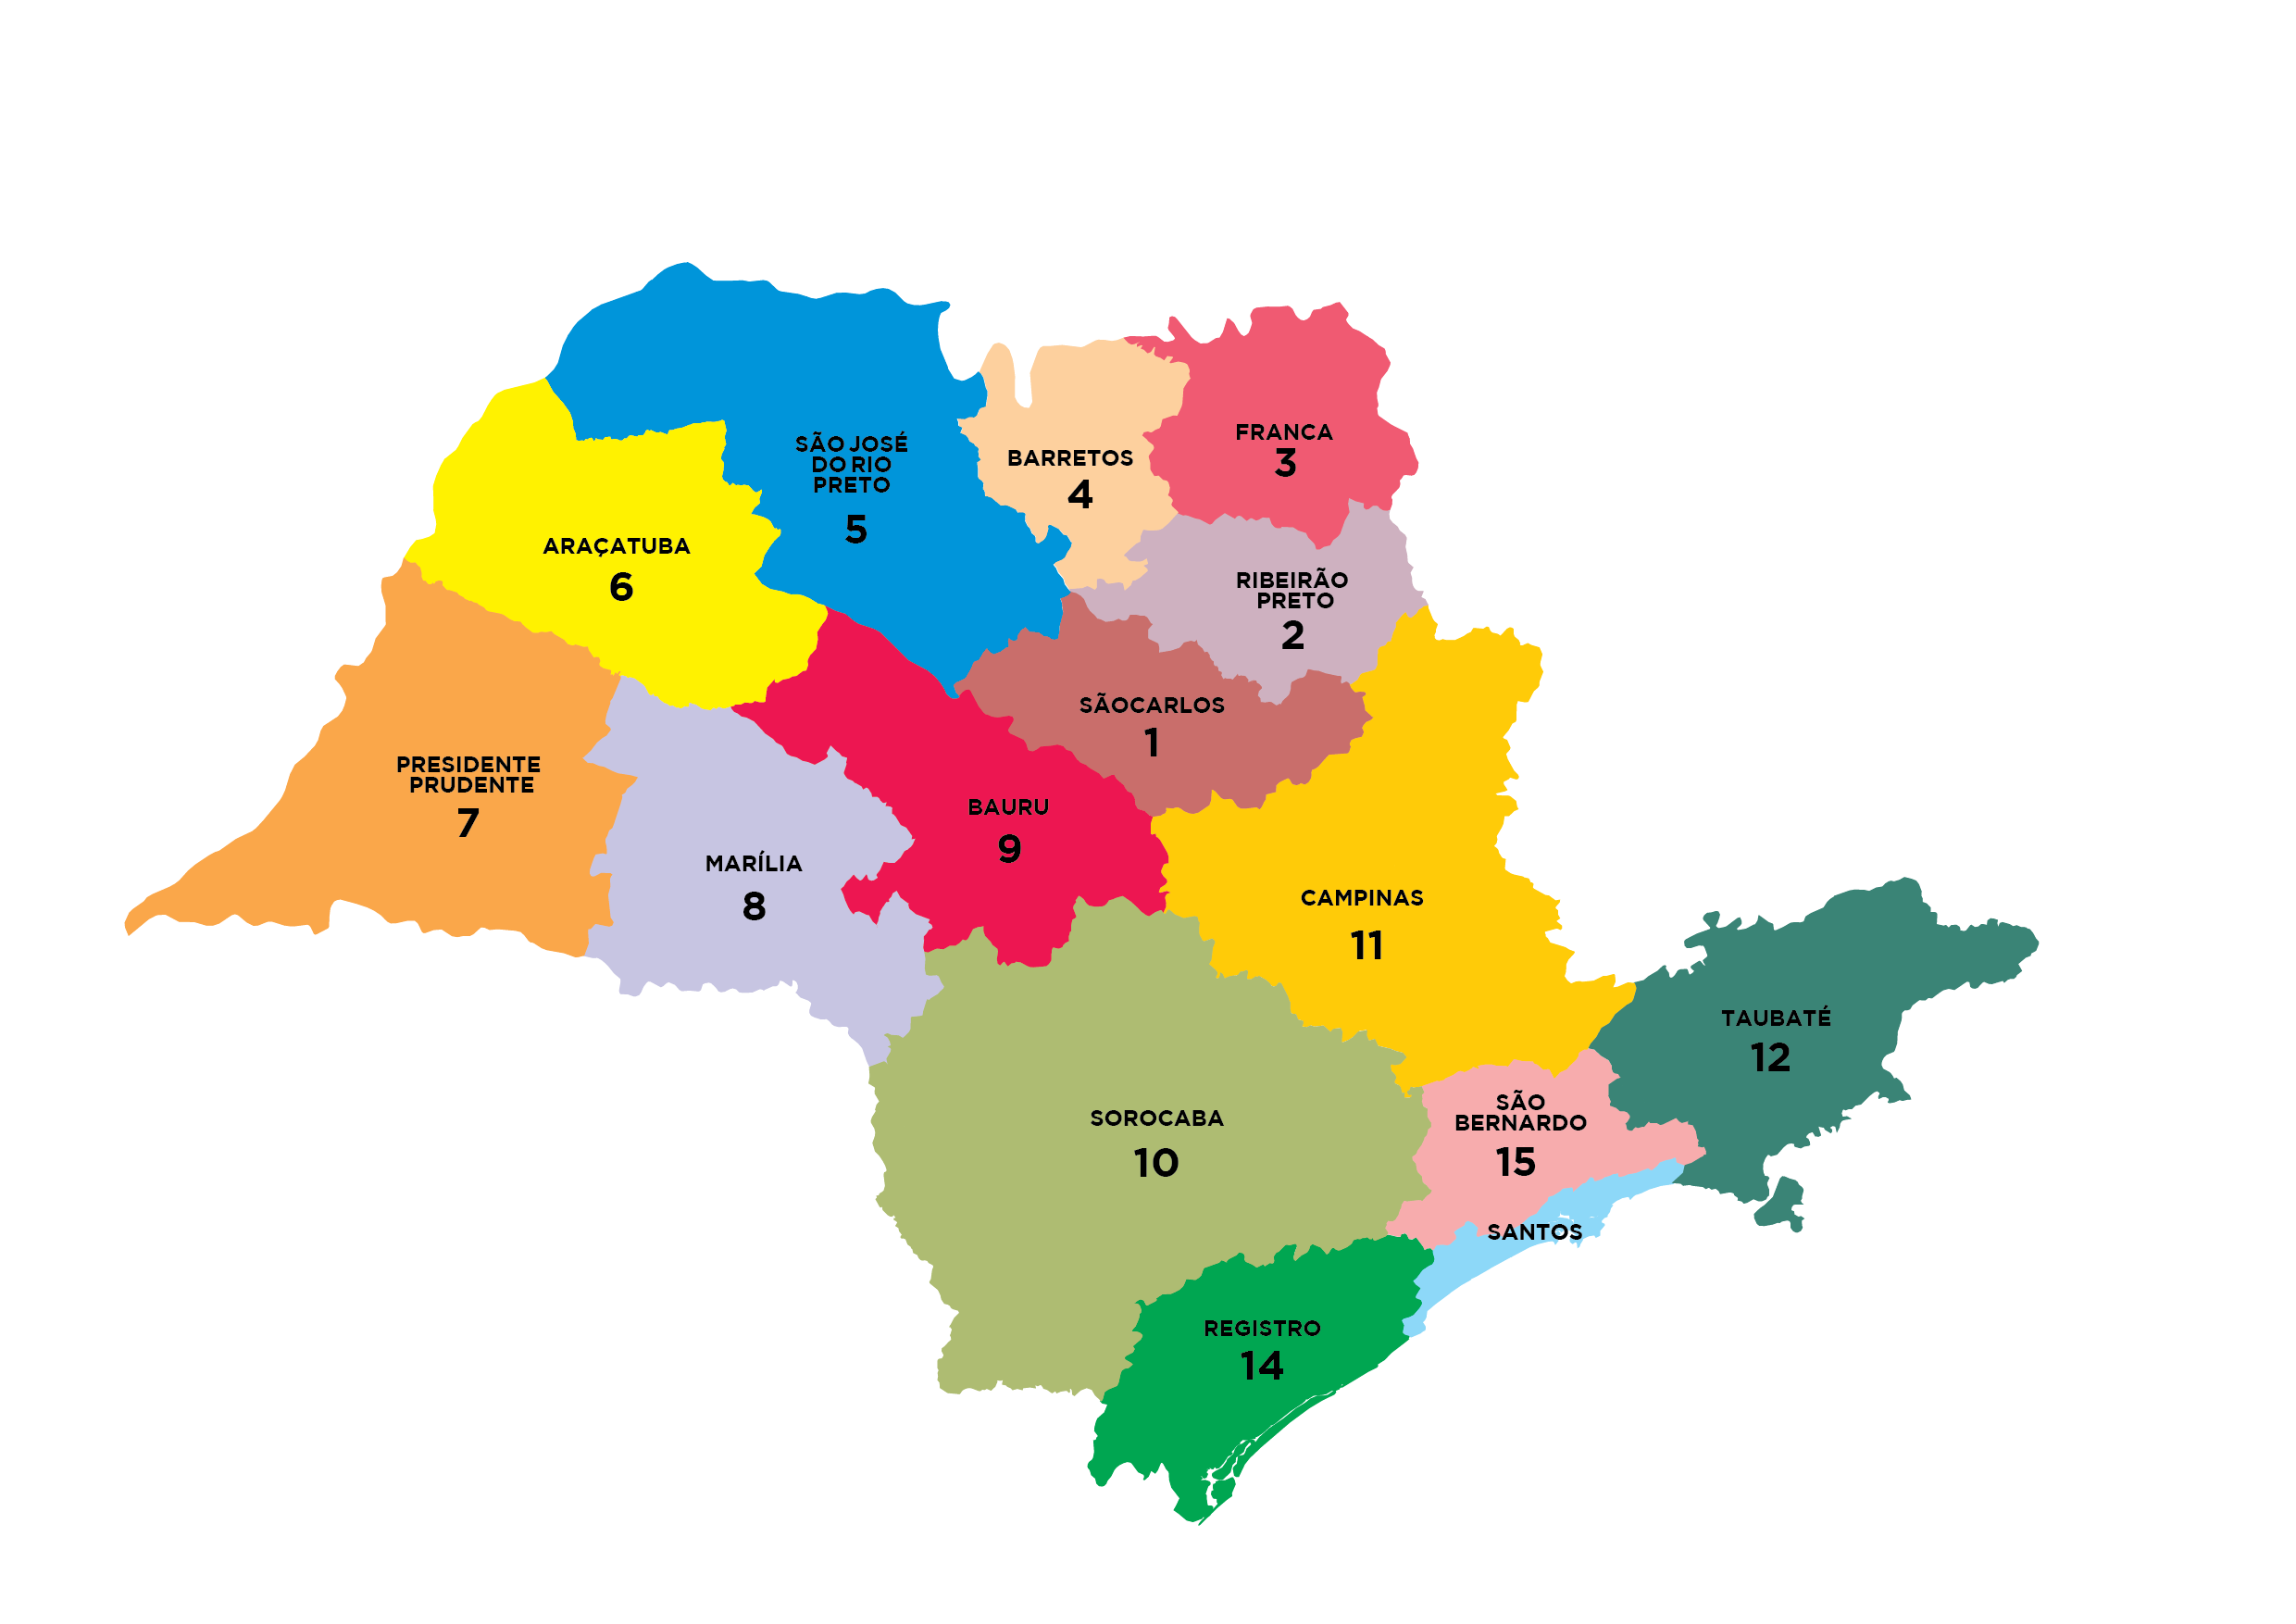 FRANCA
3
SÃO JOSÉ
DO RIO
PRETO
5
BARRETOS
4
ARAÇATUBA
6
RIBEIRÃO
PRETO
2
SÃOCARLOS
1
PRESIDENTE
PRUDENTE
7
BAURU
9
MARÍLIA
8
CAMPINAS
11
TAUBATÉ
12
SOROCABA
10
SÃO
BERNARDO
15
SANTOS
REGISTRO
14